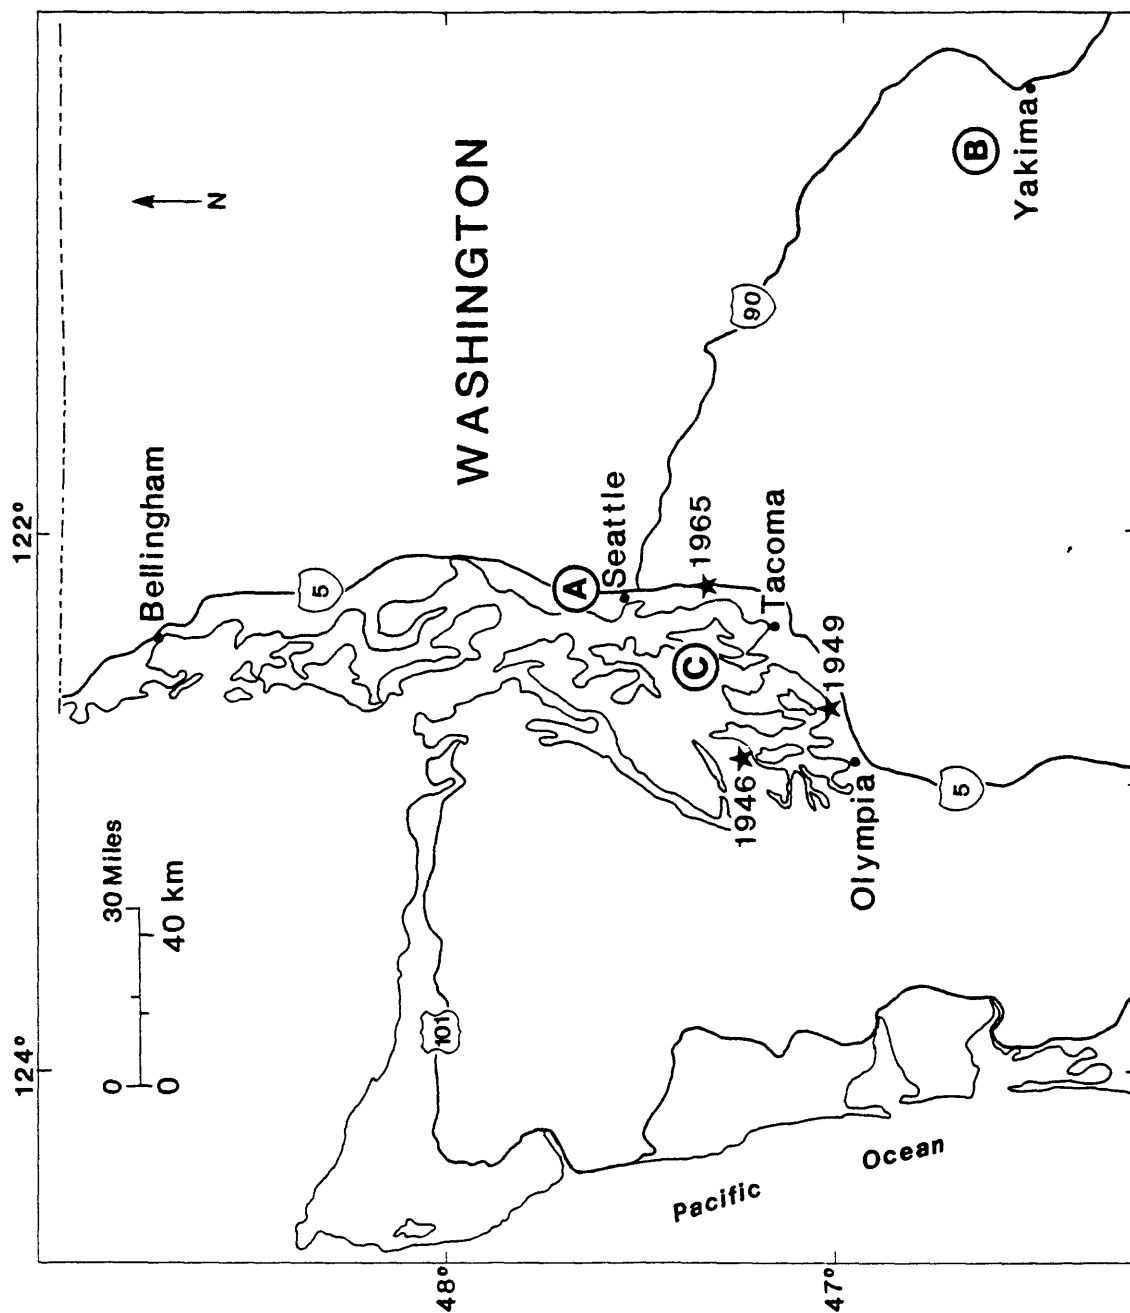 122°
124°
48°
47°
Bellingham
N
WASHINGTON
5
30 Miles
0
40 km
0
101
A
Seattle
90
B
Yakima
1965
Tacoma
C
1949
1946
Olympia
5
Pacific
Ocean